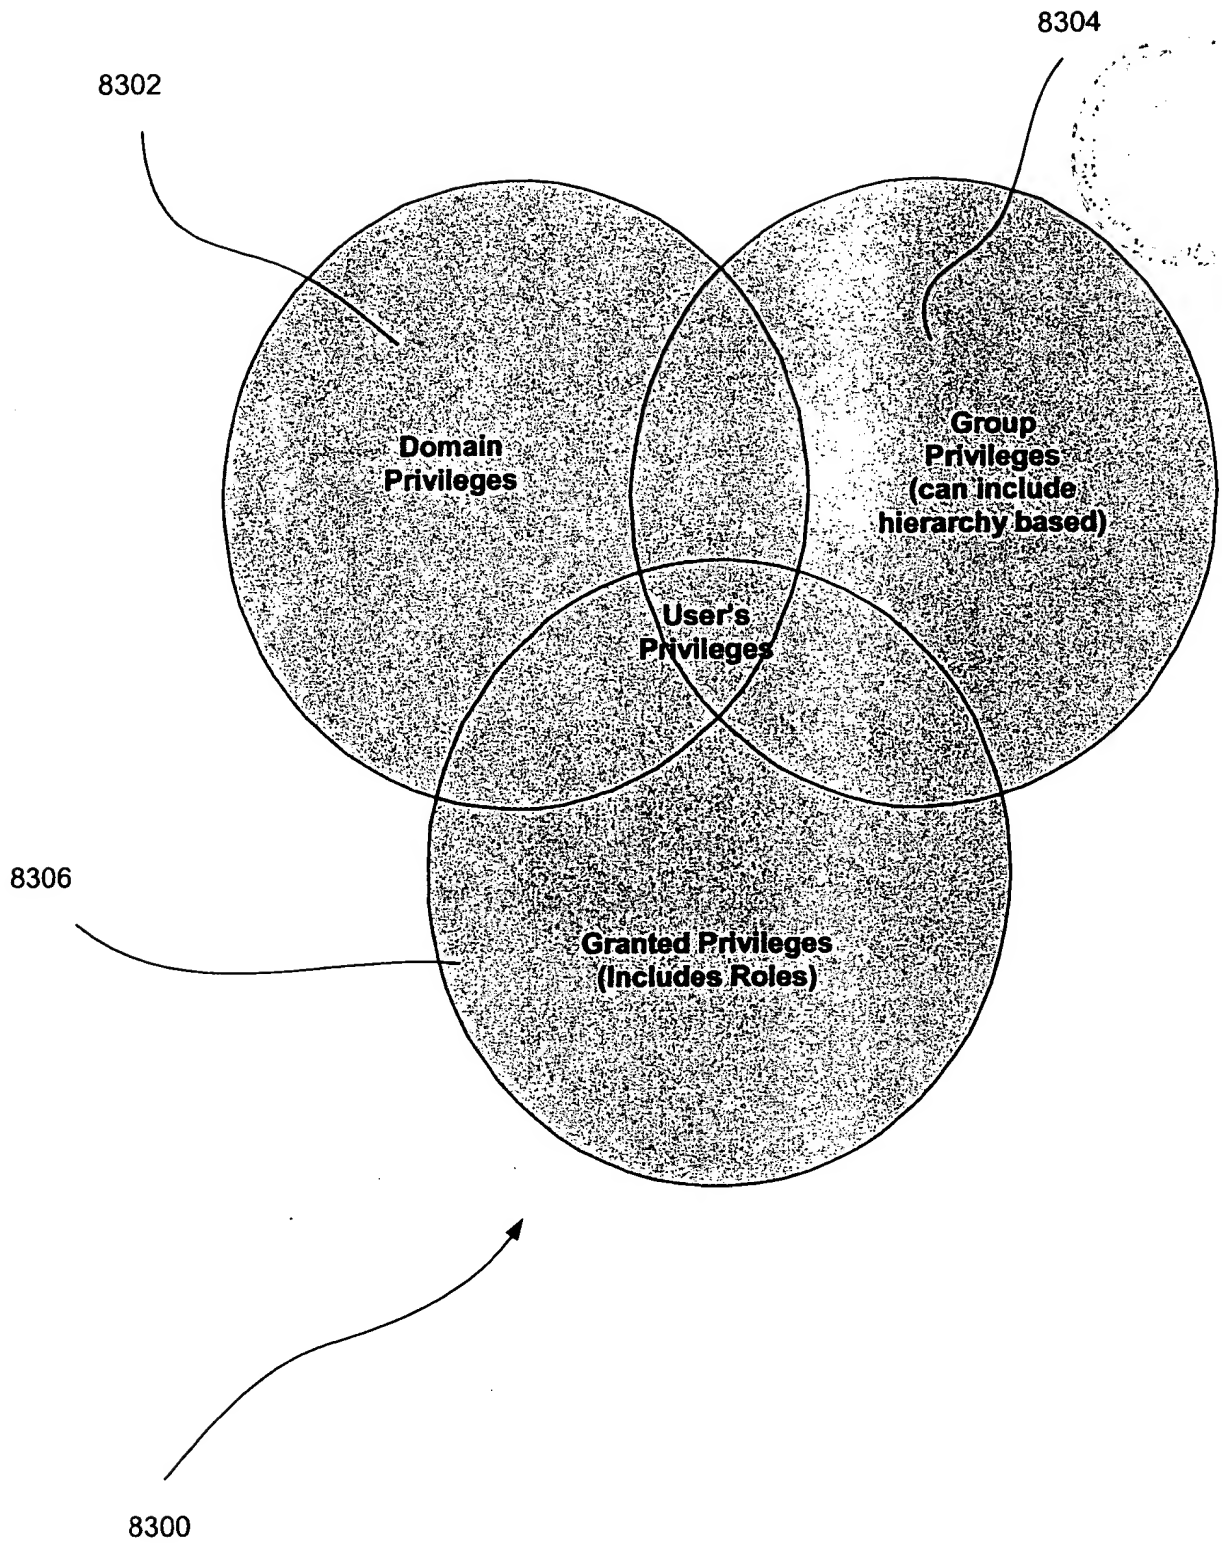 8304
8302
Domain
Privileges
Group
Privileges
(can include
hierarchy based)
User's
Privileges
8306
Granted Privileges
(Includes Roles)
8300